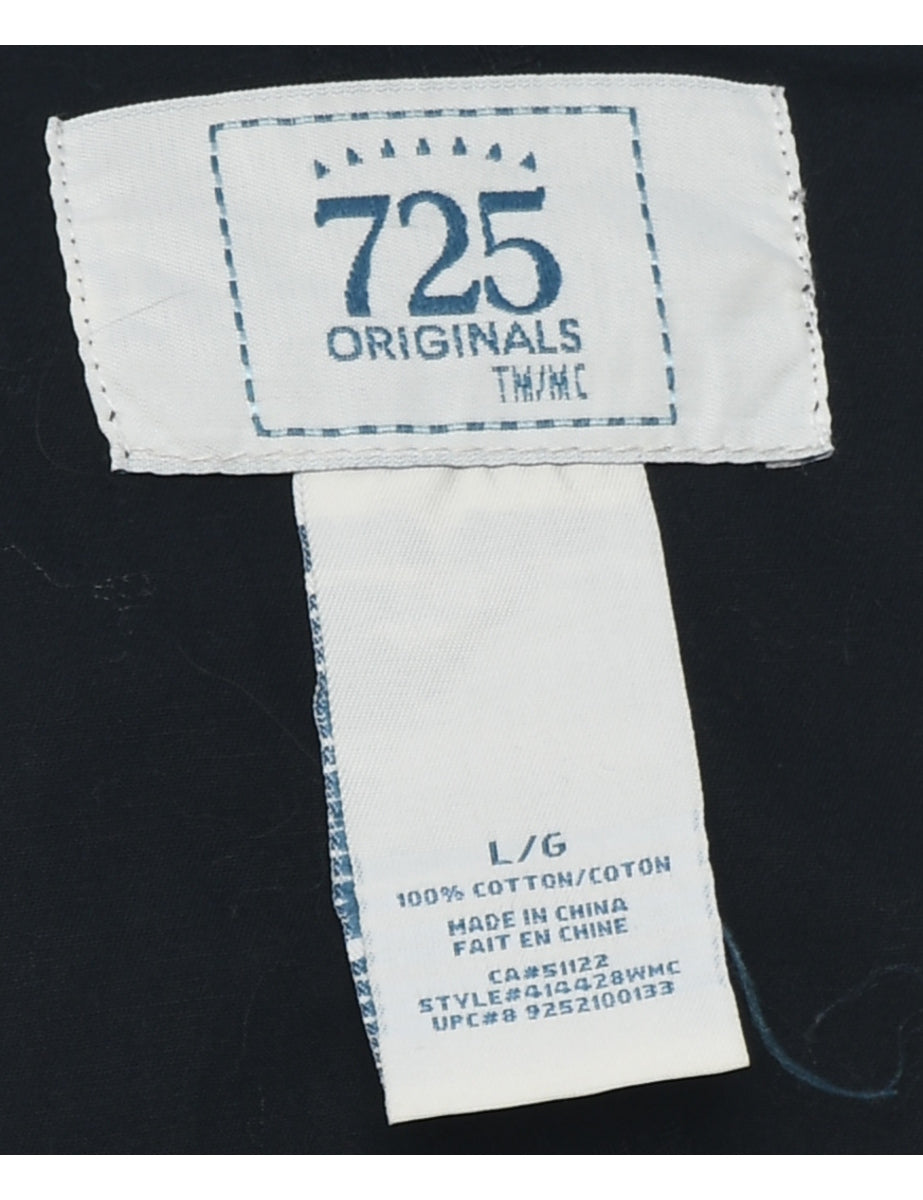 725
ORIGINALS
TM/MC
L/G
100% COTTON/COTON
MADE IN CHINA
FAIT EN CHINE
CA#51122
STYLE#414428WMC
UPC#8 9252100133